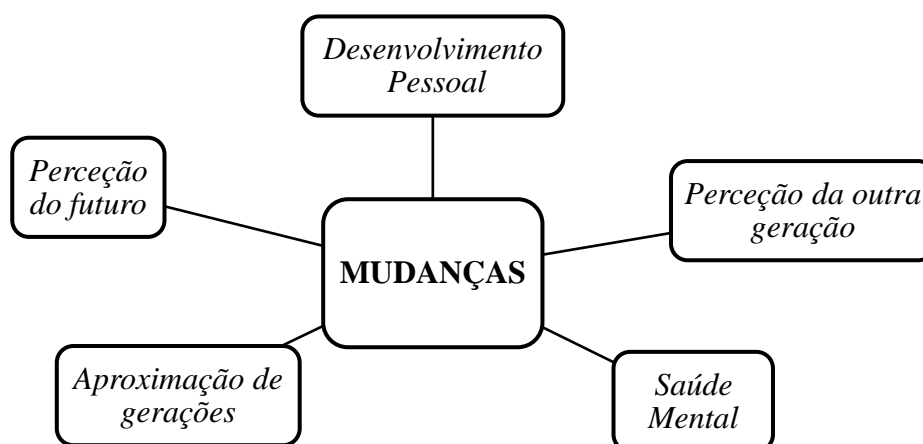 Desenvolvimento
Pessoal
Perceção
do futuro
Perceção da outra
geração
MUDANÇAS
Aproximação de
gerações
Saúde
Mental